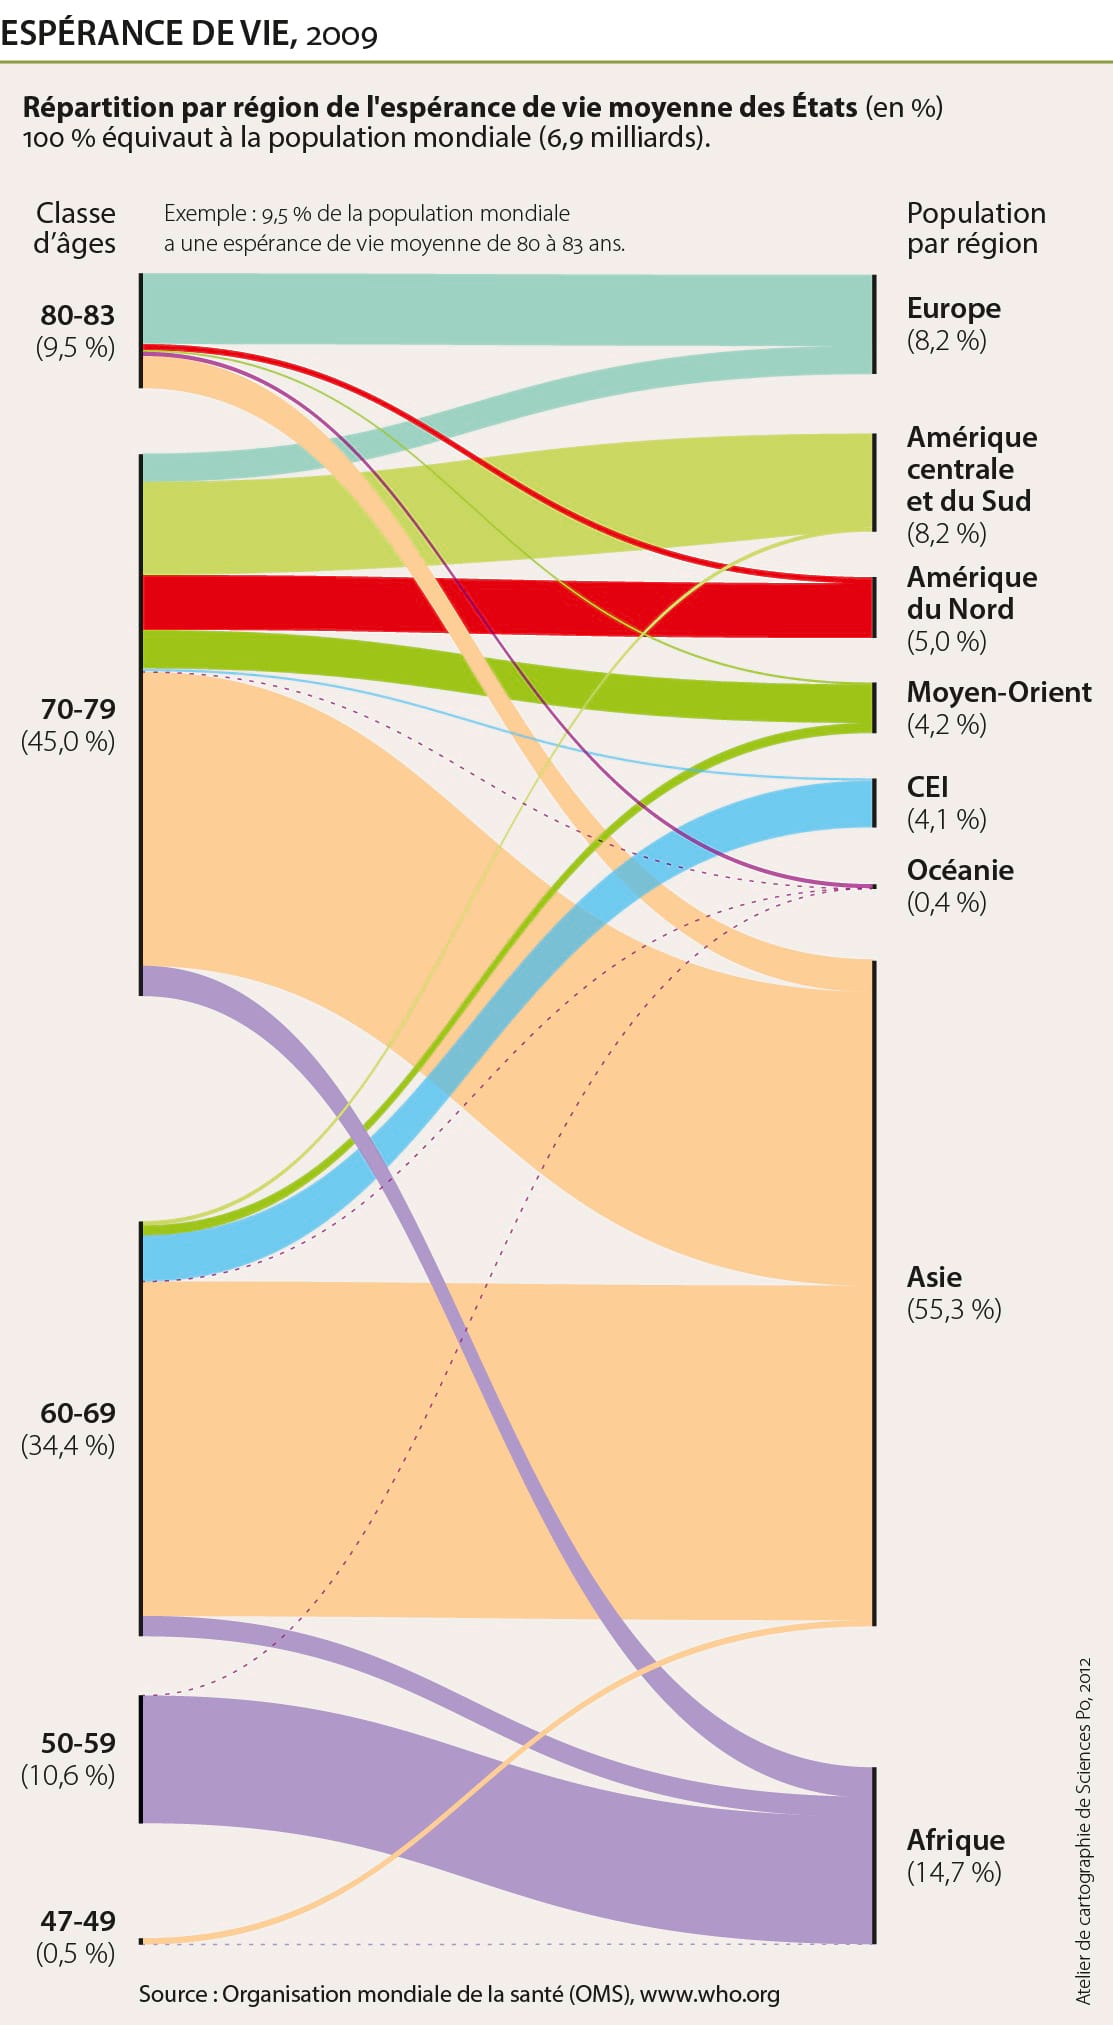 ESPÉRANCE DE VIE, 2009
Répartition par région de l'espérance de vie moyenne des États (en %)
100 % équivaut à la population mondiale (6,9 milliards).
Classe
d'âges
Exemple : 9,5 % de la population mondiale
a une espérance de vie moyenne de 80 à 83 ans.
Population
par région
80-83
(9,5 %)
70-79
(45,0 %)
60-69
(34,4 %)
50-59
(10,6 %)
47-49
(0,5 %)
Europe
(8,2 %)
Amérique
centrale
et du Sud
(8,2 %)
Amérique
du Nord
(5,0 %)
Moyen-Orient
(4,2 %)
CEI
(4,1 %)
Océanie
(0,4 %)
Asie
(55,3 %)
Afrique
(14,7 %)
Source : Organisation mondiale de la santé (OMS), www.who.org
Atelier de cartographie de Sciences Po, 2012